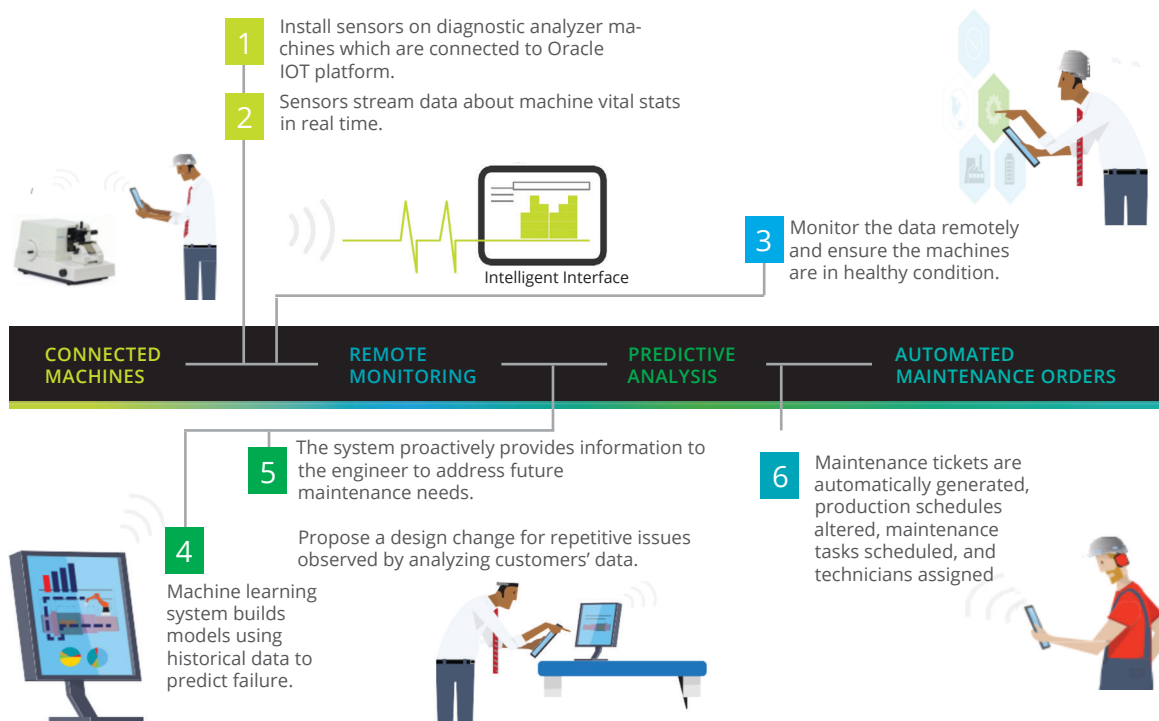 1
Install sensors on diagnostic analyzer ma-
chines which are connected to Oracle
IOT platform.
2
Sensors stream data about machine vital stats
in real time.
Intelligent Interface
3
Monitor the data remotely
and ensure the machines
are in healthy condition.
CONNECTED
MACHINES
REMOTE
MONITORING
PREDICTIVE
ANALYSIS
AUTOMATED
MAINTENANCE ORDERS
4
Machine learning
system builds
models using
historical data to
predict failure.
5
The system proactively provides information to
the engineer to address future
maintenance needs.
Propose a design change for repetitive issues
observed by analyzing customers’ data.
6
Maintenance tickets are
automatically generated,
production schedules
altered, maintenance
tasks scheduled, and
technicians assigned